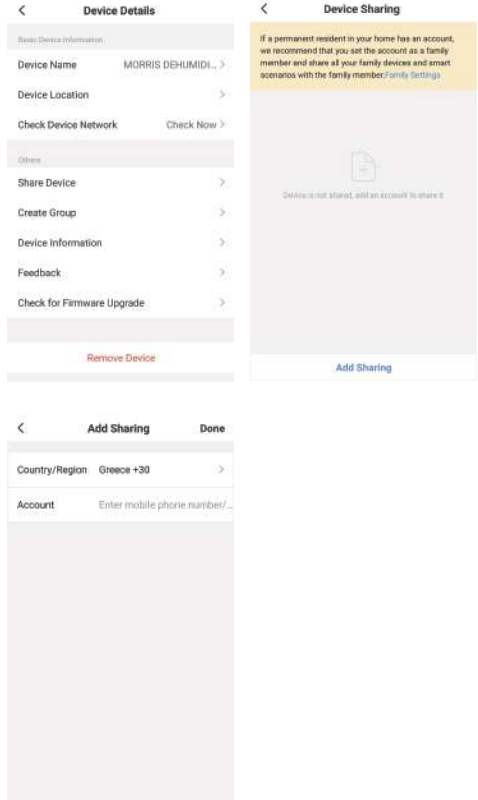 Device Details
Basic Device Information
Device Name MORRIS DEHUMIDI...
Device Location
Check Device Network Check Now
Others
Share Device
Create Group
Device Information
Feedback
Check for Firmware Upgrade
Remove Device
Device Sharing
If a permanent resident in your home has an account,
we recommend that you set the account as a family
member and share all your family devices and smart
scenarios with the family member.Family Settings
Device is not shared, add an account to share it
Add Sharing
Add Sharing Done
Country/Region Greece +30
Account Enter mobile phone number/...